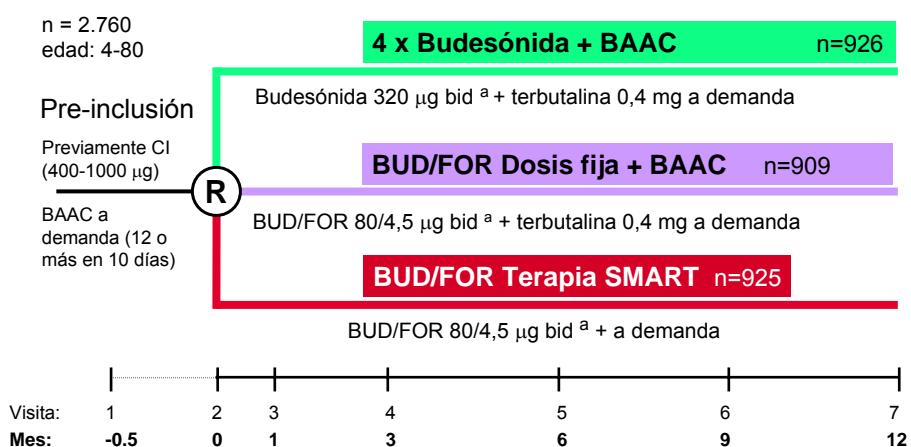 n = 2.760
edad: 4-80
4 x Budesónida + BAAC n=926
Budesónida 320 μg bid ª + terbutalina 0,4 mg a demanda
Pre-inclusión
Previamente CI
(400-1000 μg)
R
BAAC a
demanda (12 o
más en 10 días)
BUD/FOR Dosis fija + BAAC n=909
BUD/FOR 80/4,5 μg bid ª + terbutalina 0,4 mg a demanda
BUD/FOR Terapia SMART n=925
BUD/FOR 80/4,5 μg bid ª + a demanda
Visita: 1 2 3 4 5 6 7
Mes: -0.5 0 1 3 6 9 12